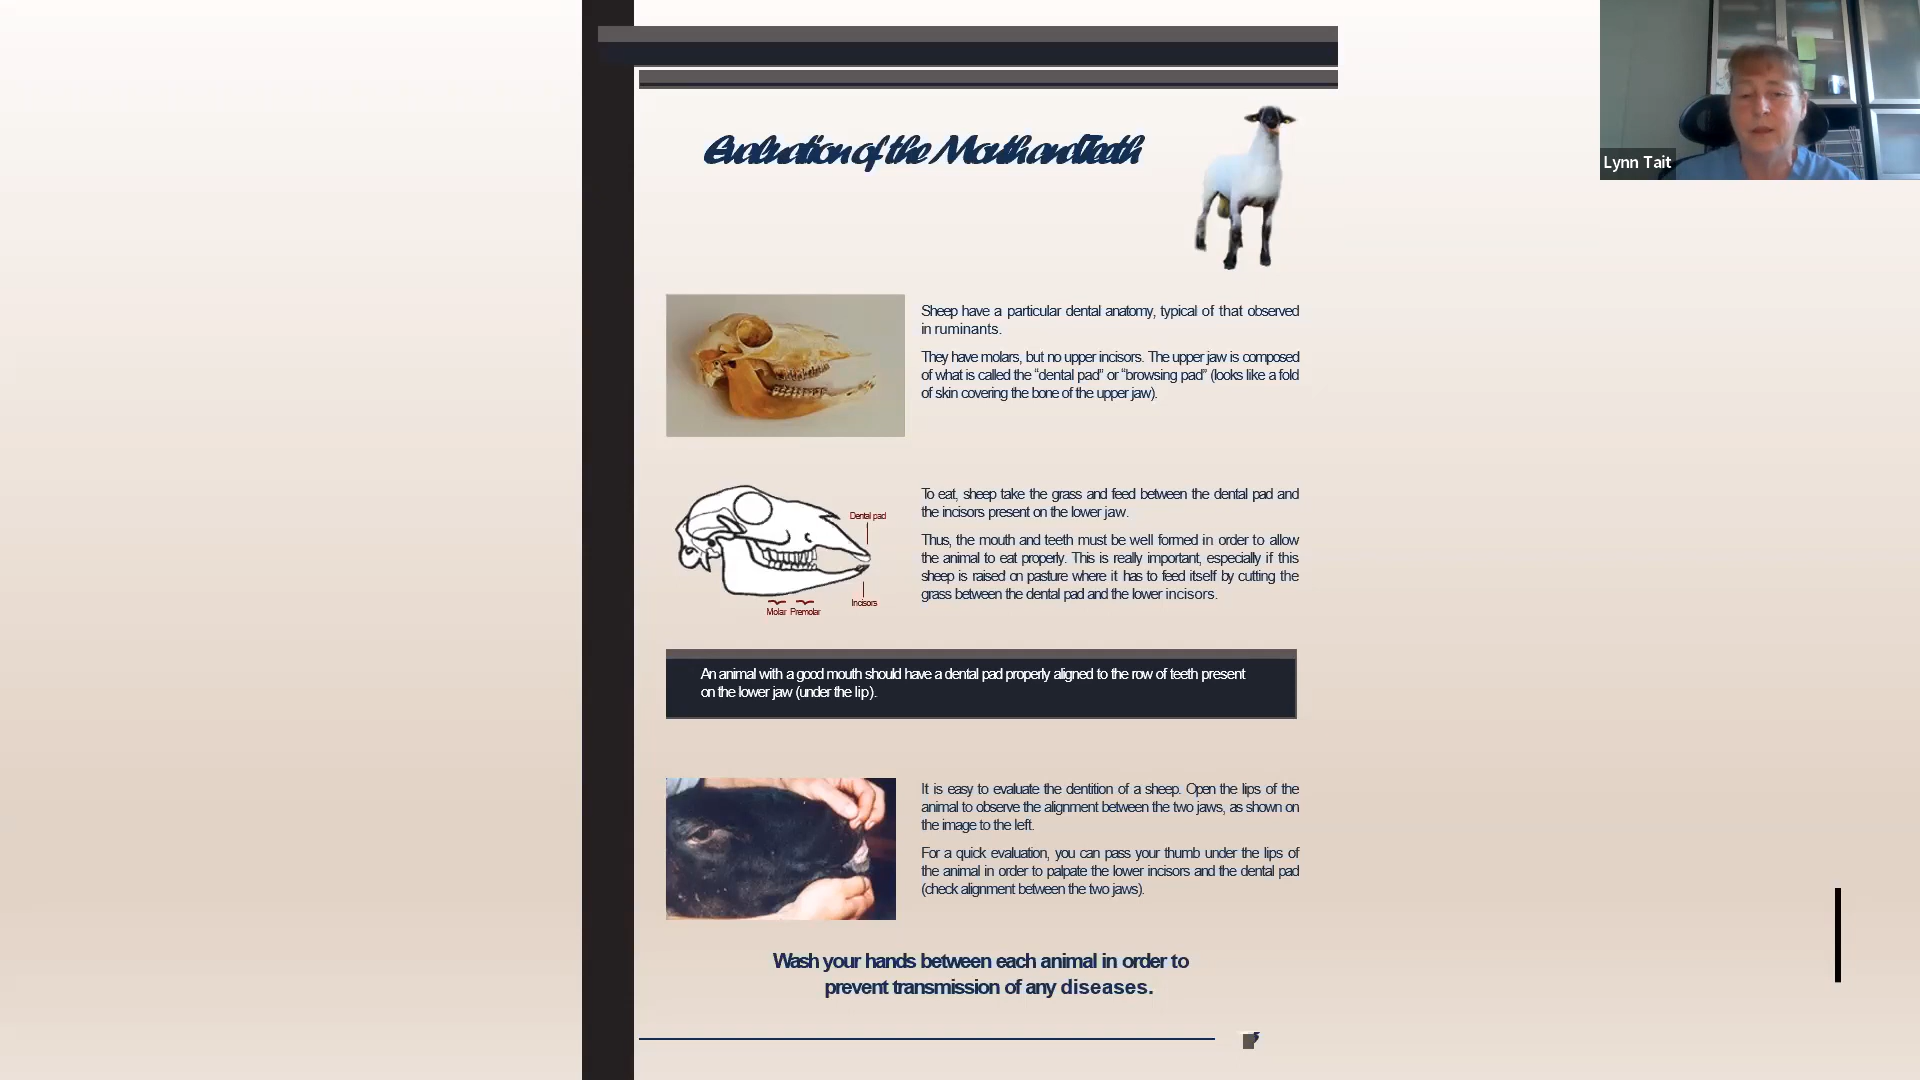 Evaluation of the Mouth and Teeth
Lynn Tait
Sheep have a particular dental anatomy, typical of that observed
in ruminants.
They have molars, but no upper incisors. The upper jaw is composed
of what is called the “dental pad” or “browsing pad” (looks like a fold
of skin covering the bone of the upper jaw).
Dental pad
Incisors
Molar Premolar
To eat, sheep take the grass and feed between the dental pad and
the incisors present on the lower jaw.
Thus, the mouth and teeth must be well formed in order to allow
the animal to eat properly. This is really important, especially if this
sheep is raised on pasture where it has to feed itself by cutting the
grass between the dental pad and the lower incisors.
An animal with a good mouth should have a dental pad properly aligned to the row of teeth present
on the lower jaw (under the lip).
It is easy to evaluate the dentition of a sheep. Open the lips of the
animal to observe the alignment between the two jaws, as shown on
the image to the left.
For a quick evaluation, you can pass your thumb under the lips of
the animal in order to palpate the lower incisors and the dental pad
(check alignment between the two jaws).
Wash your hands between each animal in order to
prevent transmission of any diseases.